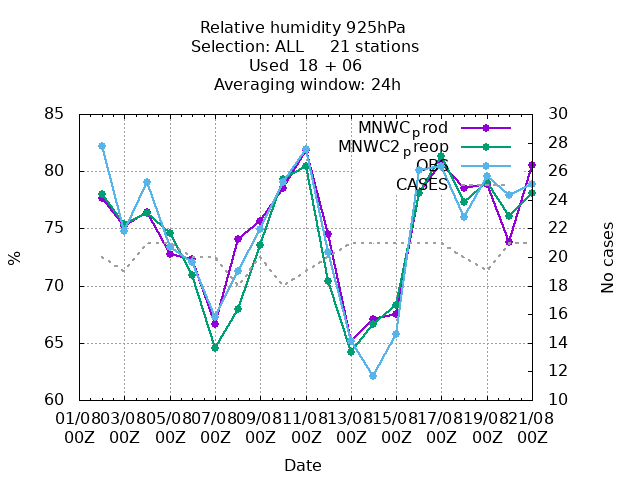 Relative humidity 925hPa
Selection: ALL 21 stations
Used 18 + 06
Averaging window: 24h
85
80
75
70
65
60
%
30
28
26
24
22
20
18
16
14
12
10
No cases
MNWC_prod
MNWC2_preop
OBS
CASES
01/08 03/08 05/08 07/08 09/08 11/08 13/08 15/08 17/08 19/08 21/08
00Z 00Z 00Z 00Z 00Z 00Z 00Z 00Z 00Z 00Z 00Z
Date